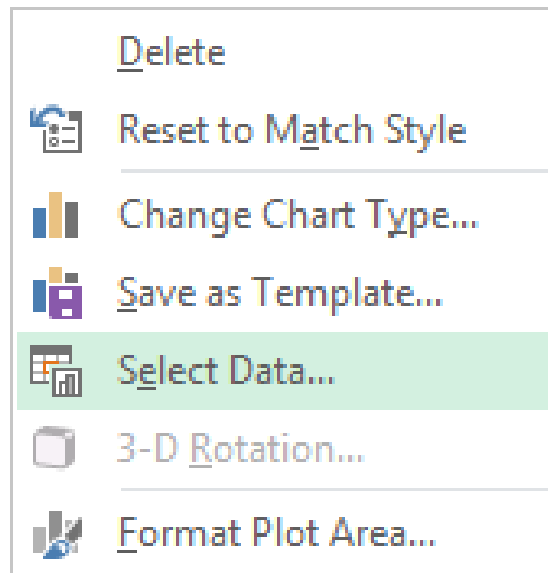 Delete
Reset to Match Style
Change Chart Type...
Save as Template...
Select Data...
3-D Rotation...
Format Plot Area...